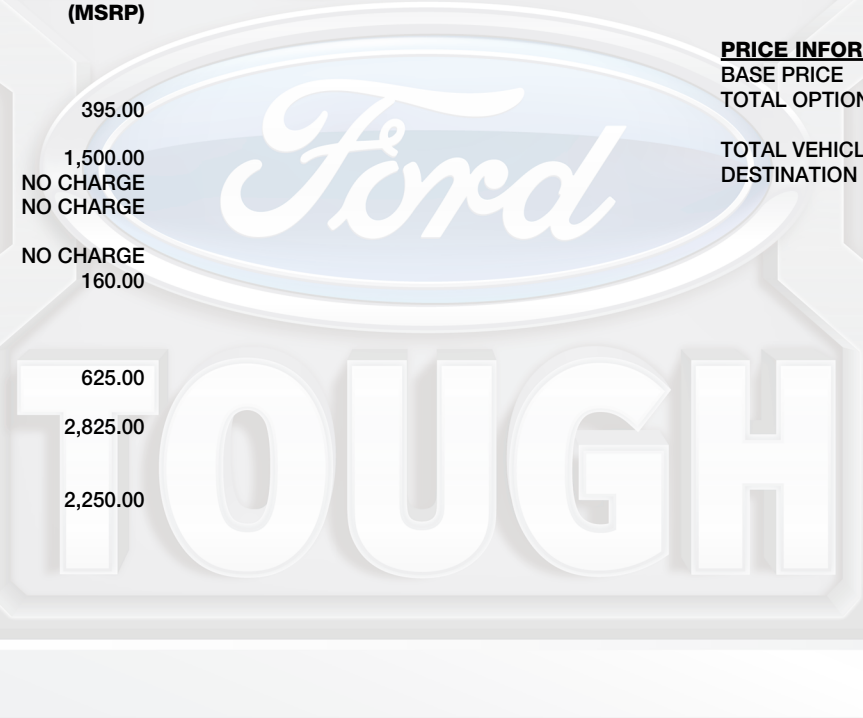 (MSRP)
PRICE INFOR
BASE PRICE
TOTAL OPTION
395.00
TOTAL VEHICL
1,500.00
DESTINATION
NO CHARGE
NO CHARGE
NO CHARGE
160.00
625.00
2,825.00
2,250.00
Ford
TOUGH